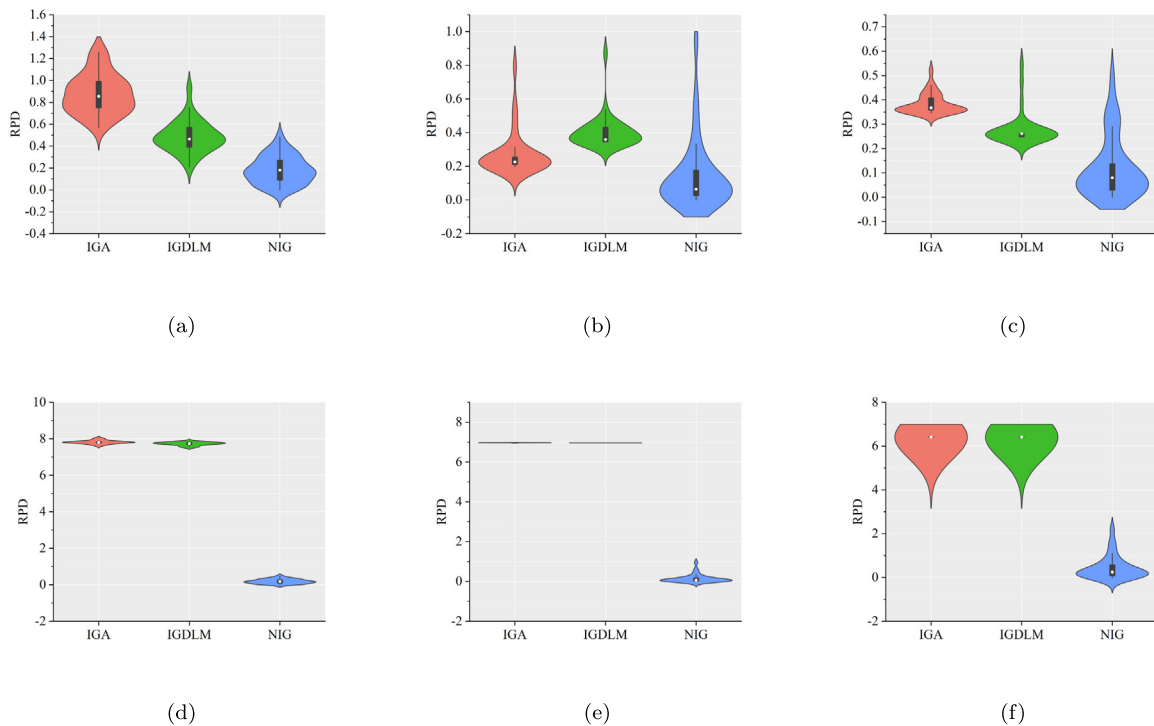 1.6
1.4
1.2
1.0
0.8
0.6
0.4
0.2
0.0
-0.2
-0.4
RPD
IGA IGDLM NIG
(a)
1.0
0.8
0.6
0.4
0.2
0.0
-0.2
RPD
IGA IGDLM NIG
(b)
0.7
0.6
0.5
0.4
0.3
0.2
0.1
0.0
-0.1
RPD
IGA IGDLM NIG
(c)
10
8
6
4
2
0
-2
RPD
IGA IGDLM NIG
(d)
8
6
4
2
0
-2
RPD
IGA IGDLM NIG
(e)
8
6
4
2
0
-2
RPD
IGA IGDLM NIG
(f)